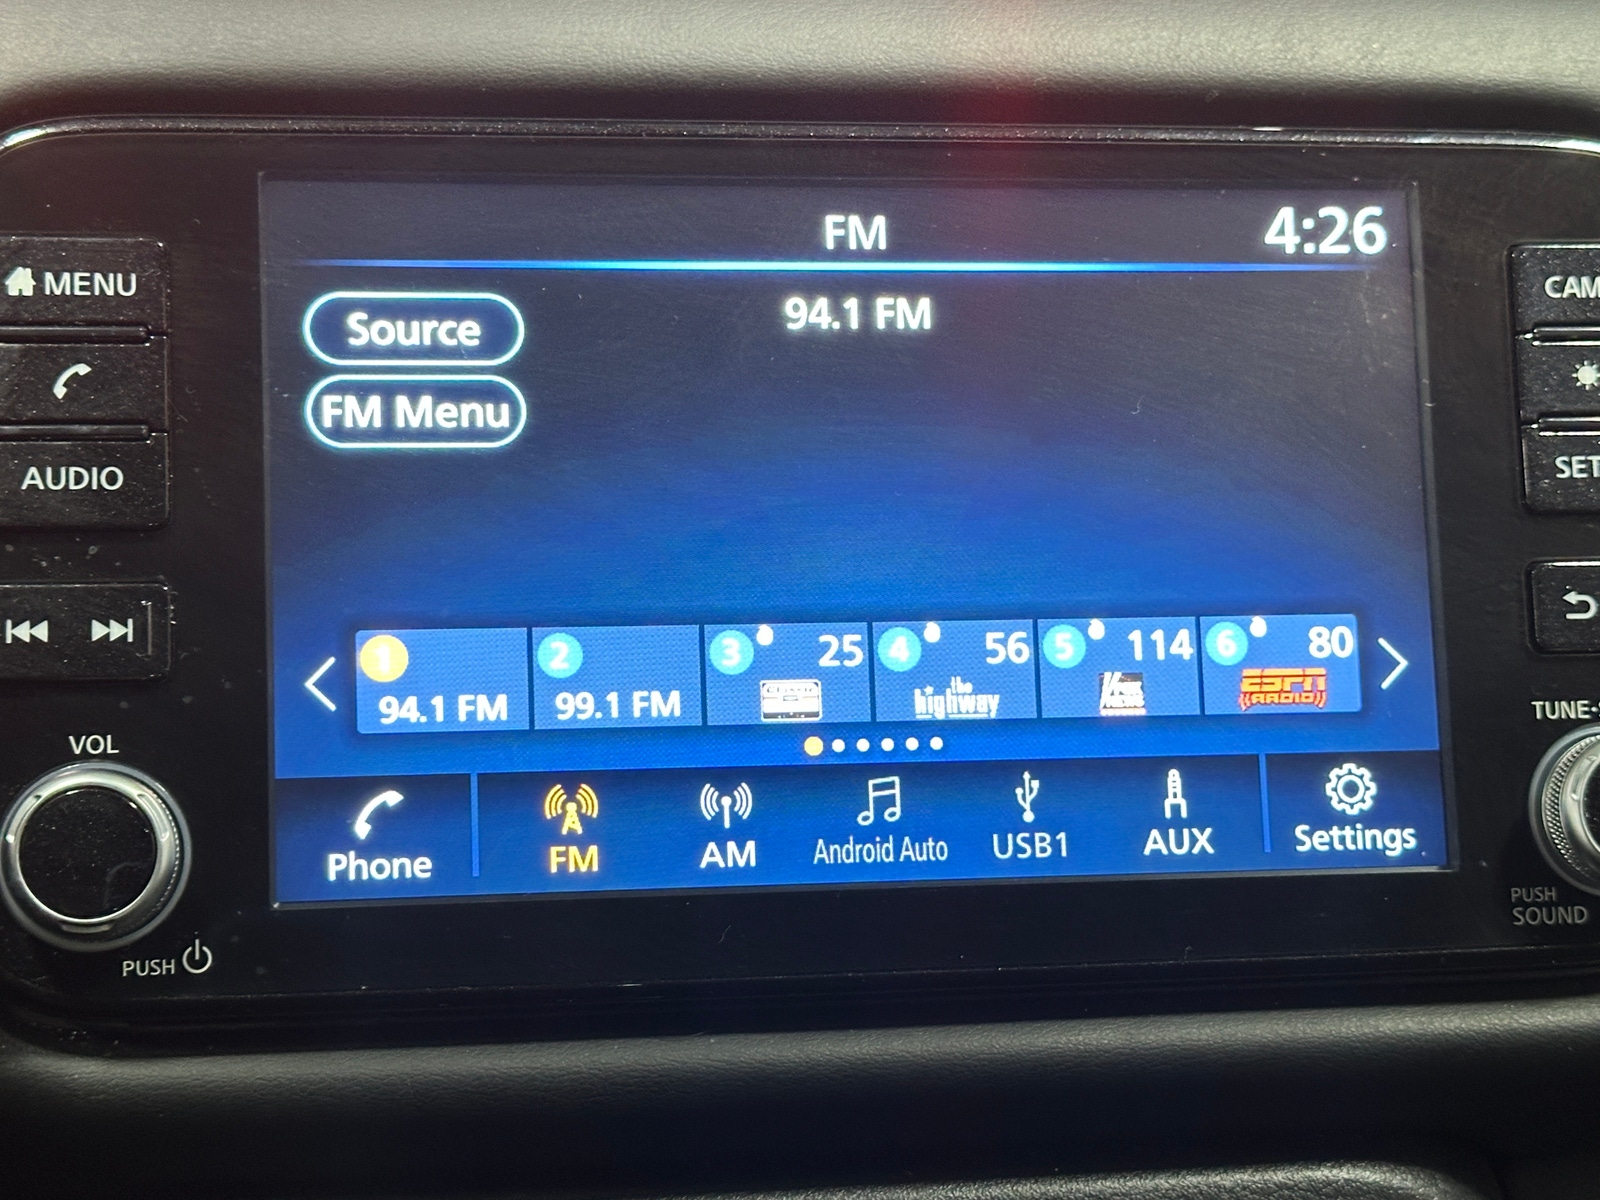 FM
4:26
MENU
Source
94.1 FM
CAM
FM Menu
AUDIO
SET
1
94.1 FM
2
99.1 FM
3
25
4
56
the
highway
5
114
6
80
ESPN
RADIO
VOL
TUNE
Phone
FM
AM
Android Auto
USB1
AUX
Settings
PUSH
SOUND
PUSH